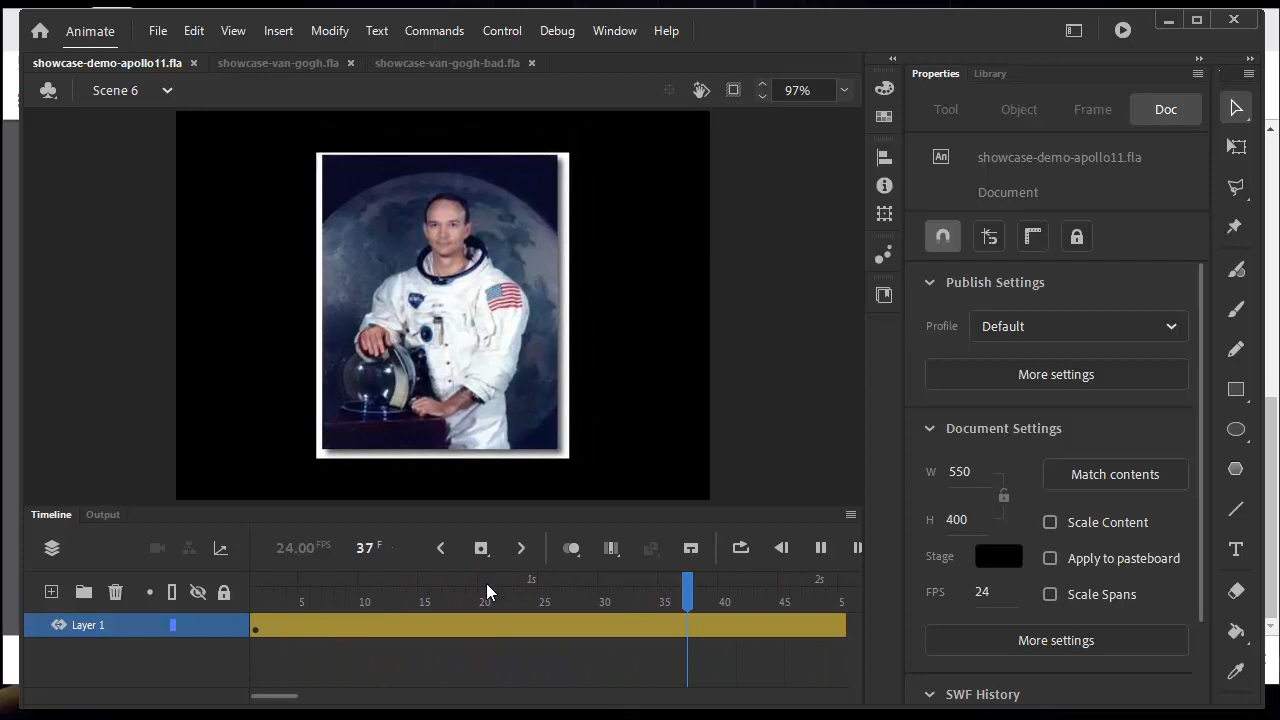 Animate
File Edit View Insert Modify Text Commands Control Debug Window Help
showcase-demo-apollo11.fla × showcase-van-gogh.fla × showcase-van-gogh-bad.fla ×
Scene 6
97%
Properties Library
Tool Object Frame Doc
An showcase-demo-apollo11.fla
Document
Publish Settings
Profile Default
More settings
Document Settings
W 550
Match contents
H 400
Scale Content
Stage
Apply to pasteboard
FPS 24
Scale Spans
More settings
SWF History
Timeline Output
24.00 FPS 37 F
1s 2s
5 10 15 20 25 30 35 40 45 5
Layer 1